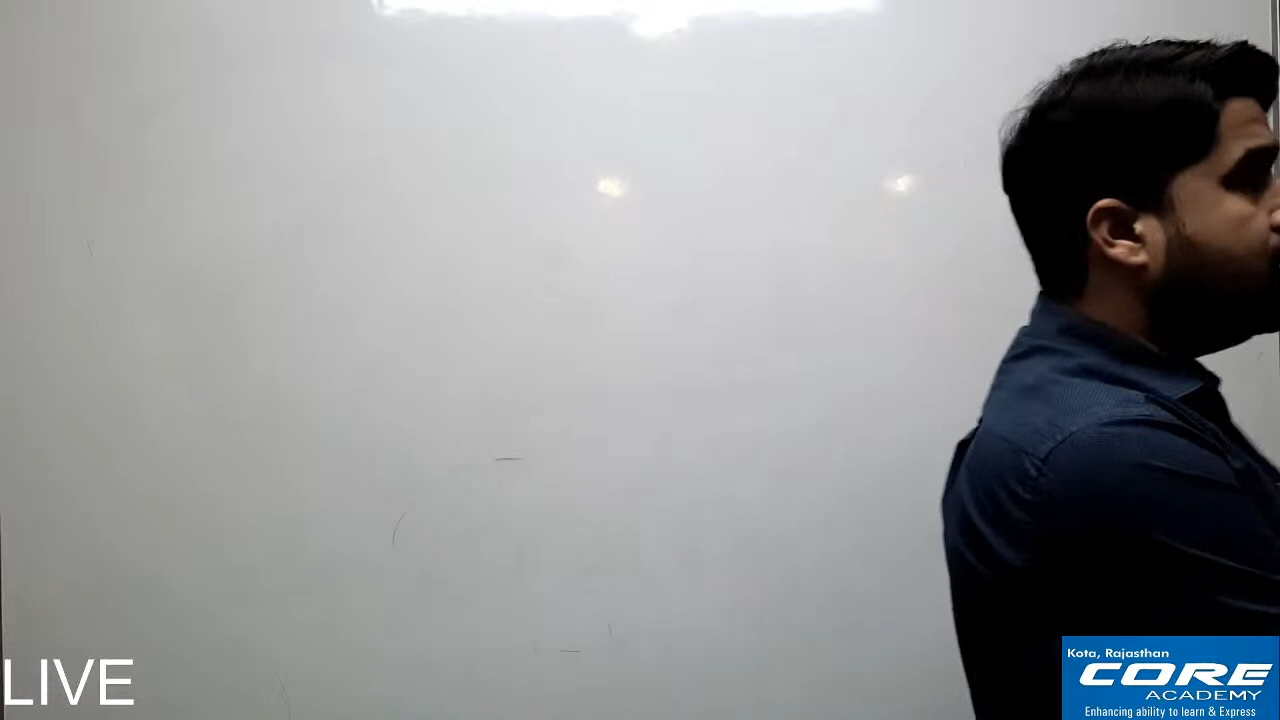 LIVE
Kota, Rajasthan
CORE
ACADEMY
Enhancing ability to learn & Express